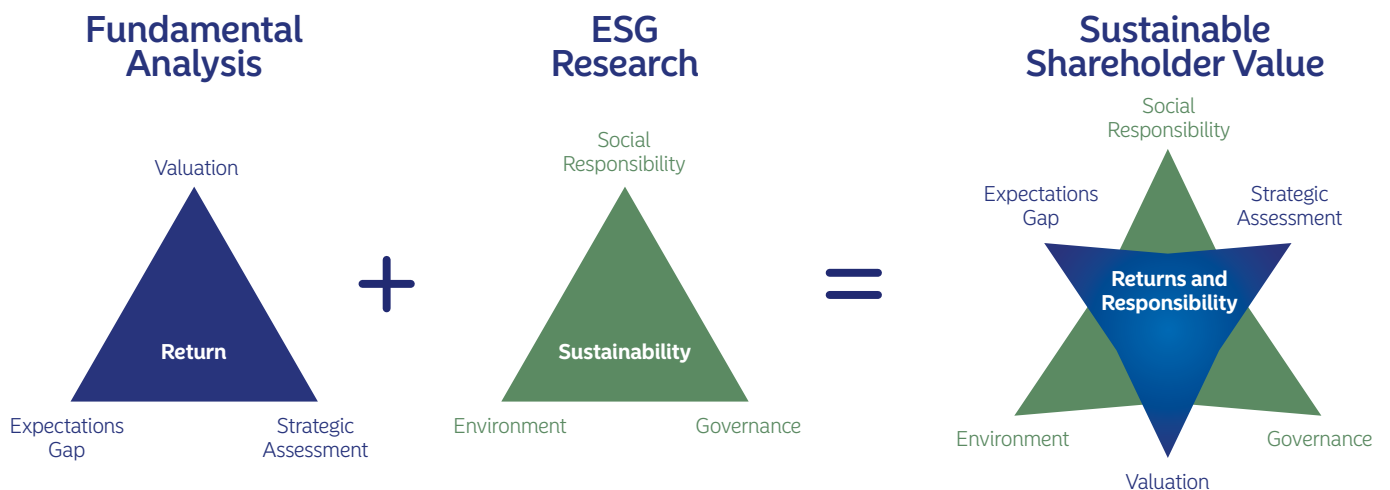 Fundamental
Analysis
Valuation
Return
Expectations
Gap
Strategic
Assessment
+
ESG
Research
Social
Responsibility
Sustainability
Environment
Governance
=
Sustainable
Shareholder Value
Social
Responsibility
Expectations
Gap
Strategic
Assessment
Returns and
Responsibility
Environment
Governance
Valuation